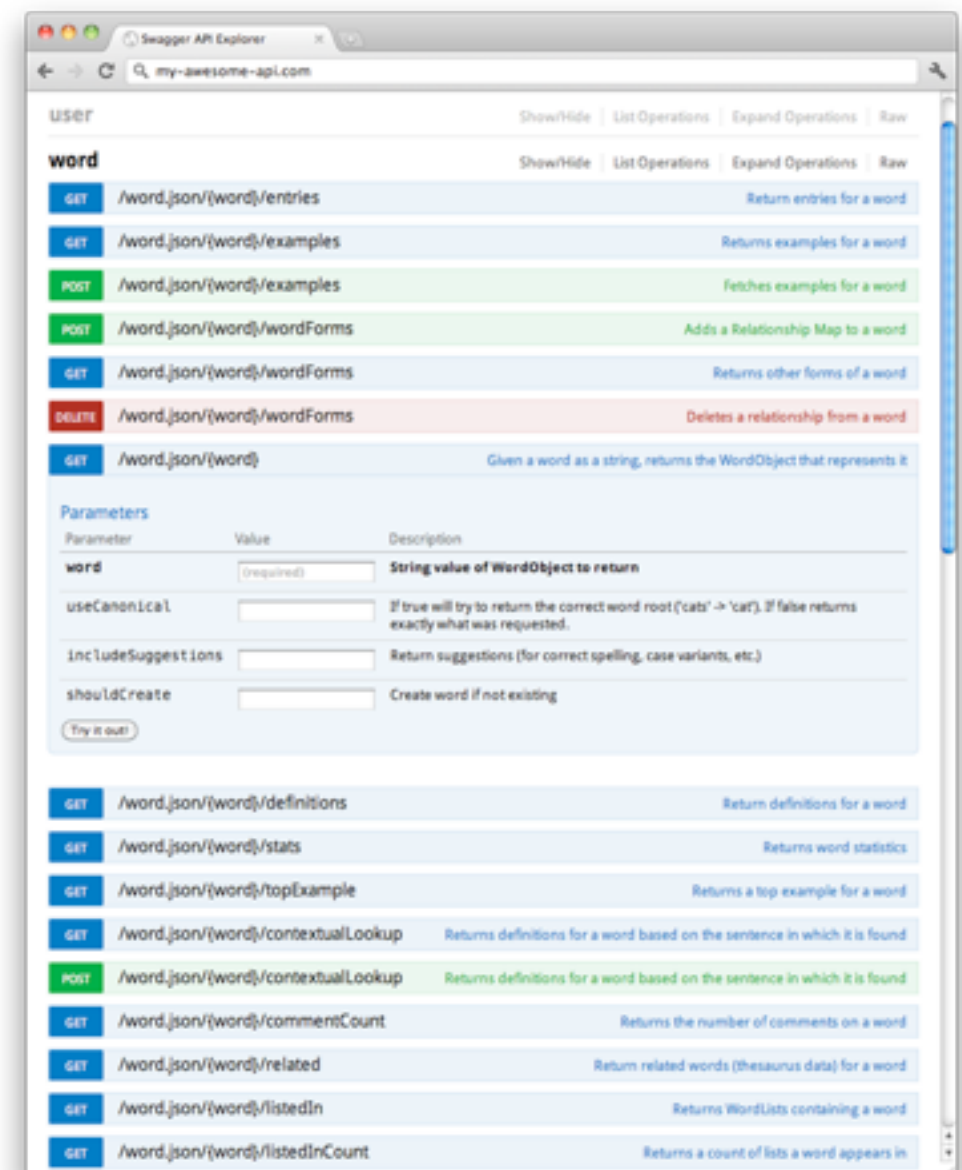 Swagger API Explorer
my-awesome-api.com
user Show/Hide List Operations Expand Operations Raw
word Show/Hide List Operations Expand Operations Raw
GET /word.json/{word}/entries Return entries for a word
GET /word.json/{word}/examples Returns examples for a word
POST /word.json/{word}/examples Fetches examples for a word
POST /word.json/{word}/wordForms Adds a Relationship Map to a word
GET /word.json/{word}/wordForms Returns other forms of a word
DELETE /word.json/{word}/wordForms Deletes a relationship from a word
GET /word.json/{word} Given a word as a string, returns the WordObject that represents it
Parameters
Parameter Value Description
word (required) String value of WordObject to return
useCanonical If true will try to return the correct word root ('cats' -> 'cat'). If false returns
exactly what was requested.
includeSuggestions Return suggestions (for correct spelling, case variants, etc.)
shouldCreate Create word if not existing
Try it out!
GET /word.json/{word}/definitions Return definitions for a word
GET /word.json/{word}/stats Returns word statistics
GET /word.json/{word}/topExample Returns a top example for a word
GET /word.json/{word}/contextualLookup Returns definitions for a word based on the sentence in which it is found
POST /word.json/{word}/contextualLookup Returns definitions for a word based on the sentence in which it is found
GET /word.json/{word}/commentCount Returns the number of comments on a word
GET /word.json/{word}/related Return related words (thesaurus data) for a word
GET /word.json/{word}/listedIn Returns WordLists containing a word
GET /word.json/{word}/listedInCount Returns a count of lists a word appears in